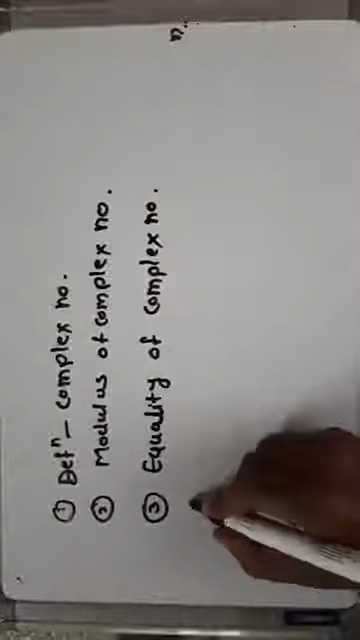 ① Defⁿ - complex no.
② Modulus of complex no.
③ Equality of complex no.